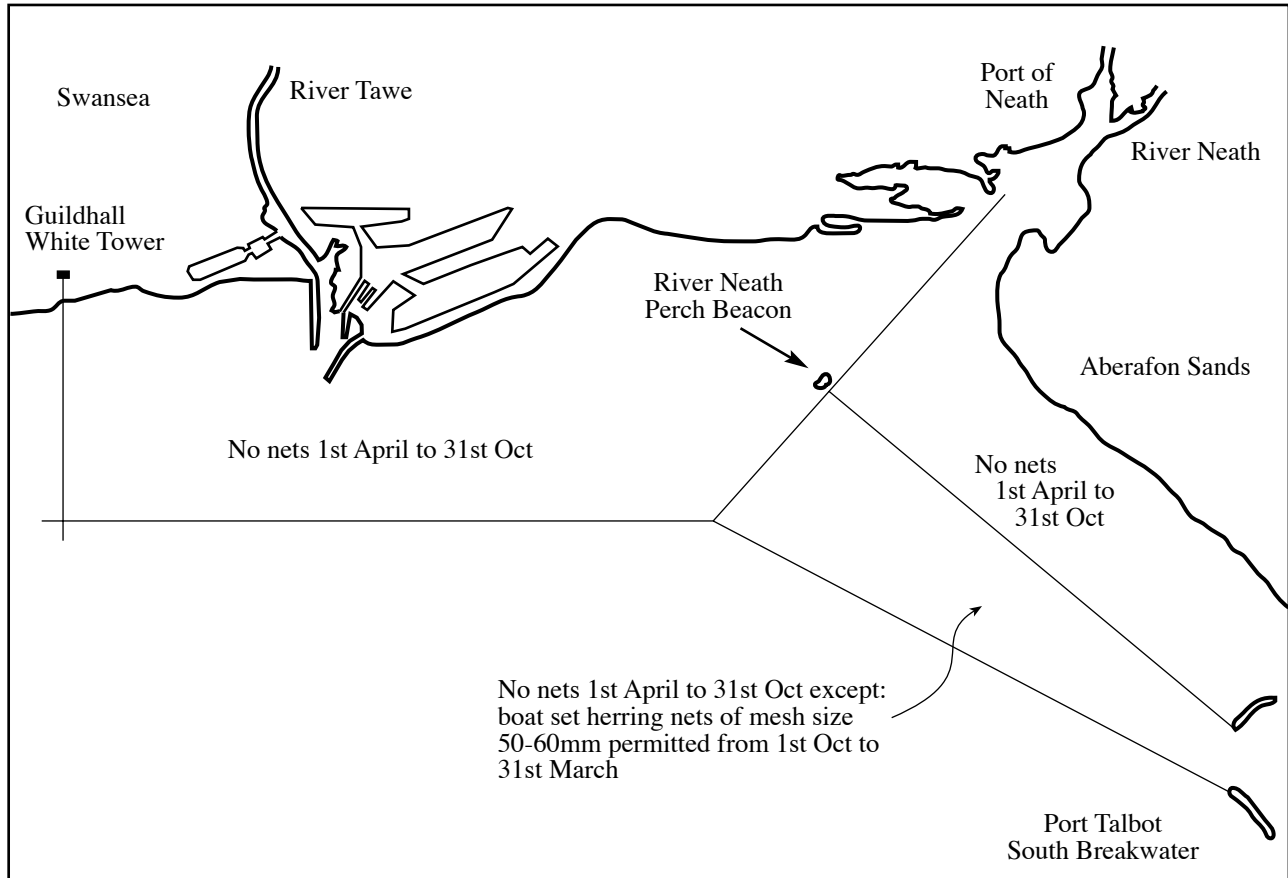 Swansea
River Tawe
Port of
Neath
River Neath
Guildhall
White Tower
River Neath
Perch Beacon
Aberafon Sands
No nets 1st April to 31st Oct
No nets
1st April to
31st Oct
No nets 1st April to 31st Oct except:
boat set herring nets of mesh size
50-60mm permitted from 1st Oct to
31st March
Port Talbot
South Breakwater